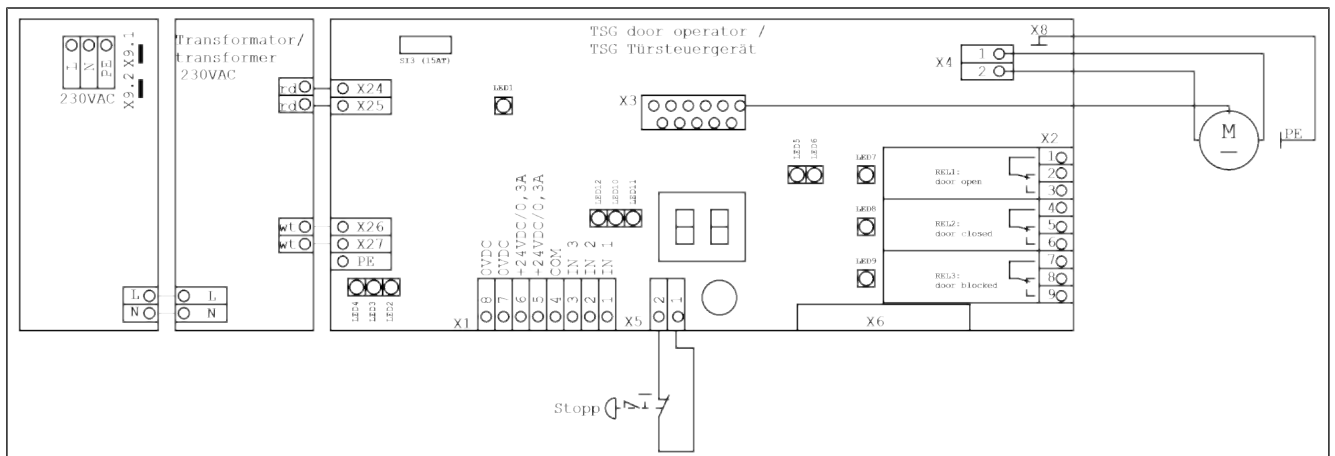 L
N
PE
X9.1
X9.2
230VAC
L
N
Transformator/
transformer
230VAC
rd
rd
wt
wt
L
N
TSG door operator /
TSG Türsteuergerät
SI3 (15AT)
X24
X25
X26
X27
PE
LED1
LED4
LED3
LED2
X3
LED12
LED10
LED11
LED5
LED6
LED7
LED8
LED9
0VDC
0VDC
+24VDC/0,3A
+24VDC/0,3A
COM
IN 3
IN 2
IN 1
X1
8
7
6
5
4
3
2
1
X5
2
1
X6
REL1:
door open
REL2:
door closed
REL3:
door blocked
X2
1
2
3
4
5
6
7
8
9
X4
1
2
X8
M
PE
Stopp